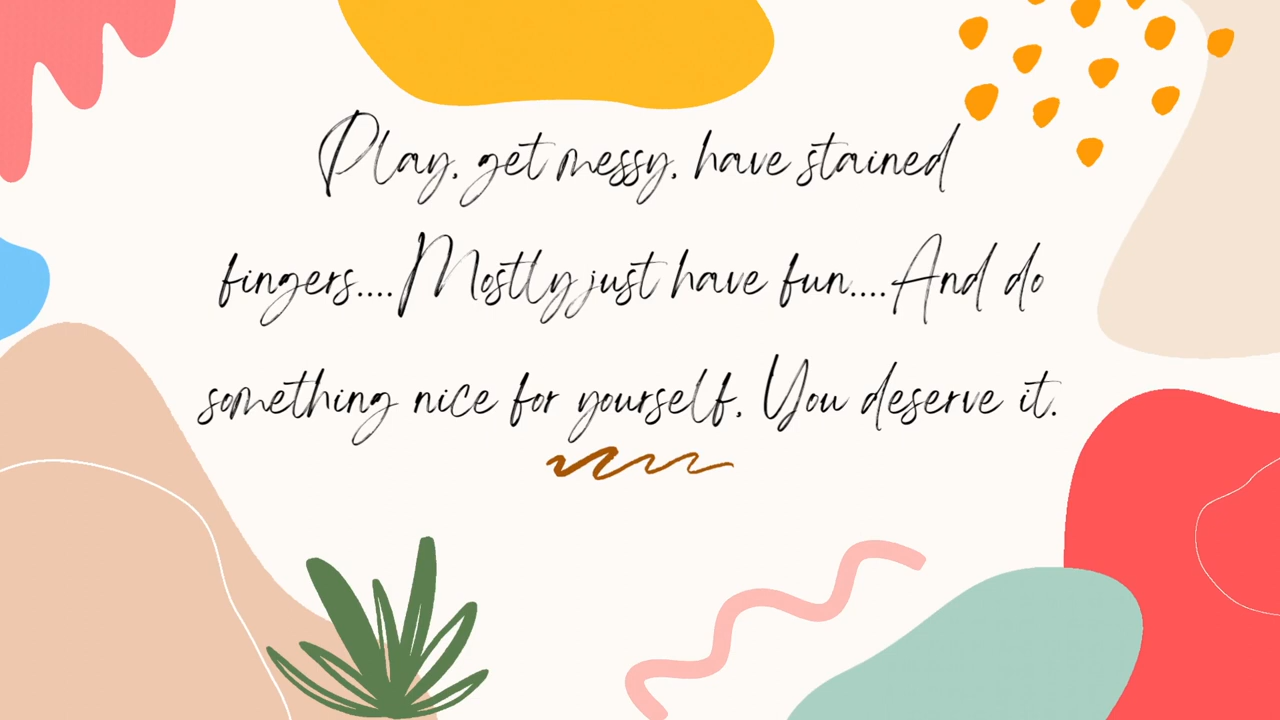 Play, get messy, have stained
fingers....Mostly just have fun....And do
something nice for yourself, You deserve it.